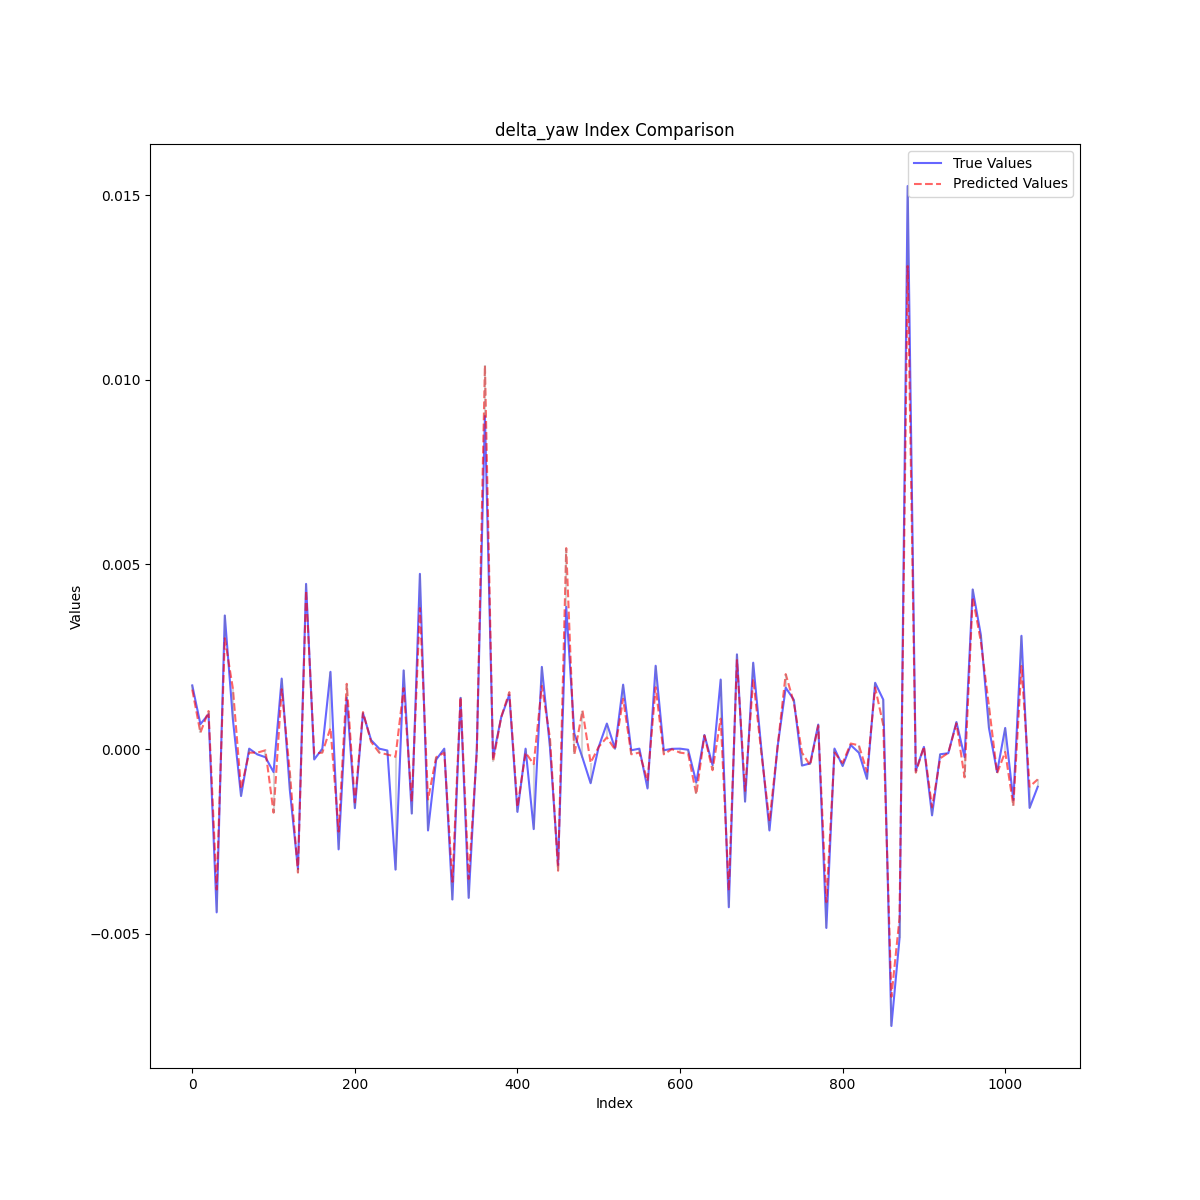 delta_yaw Index Comparison
True Values
Predicted Values
0.015
0.010
0.005
0.000
−0.005
Values
0 200 400 600 800 1000
Index